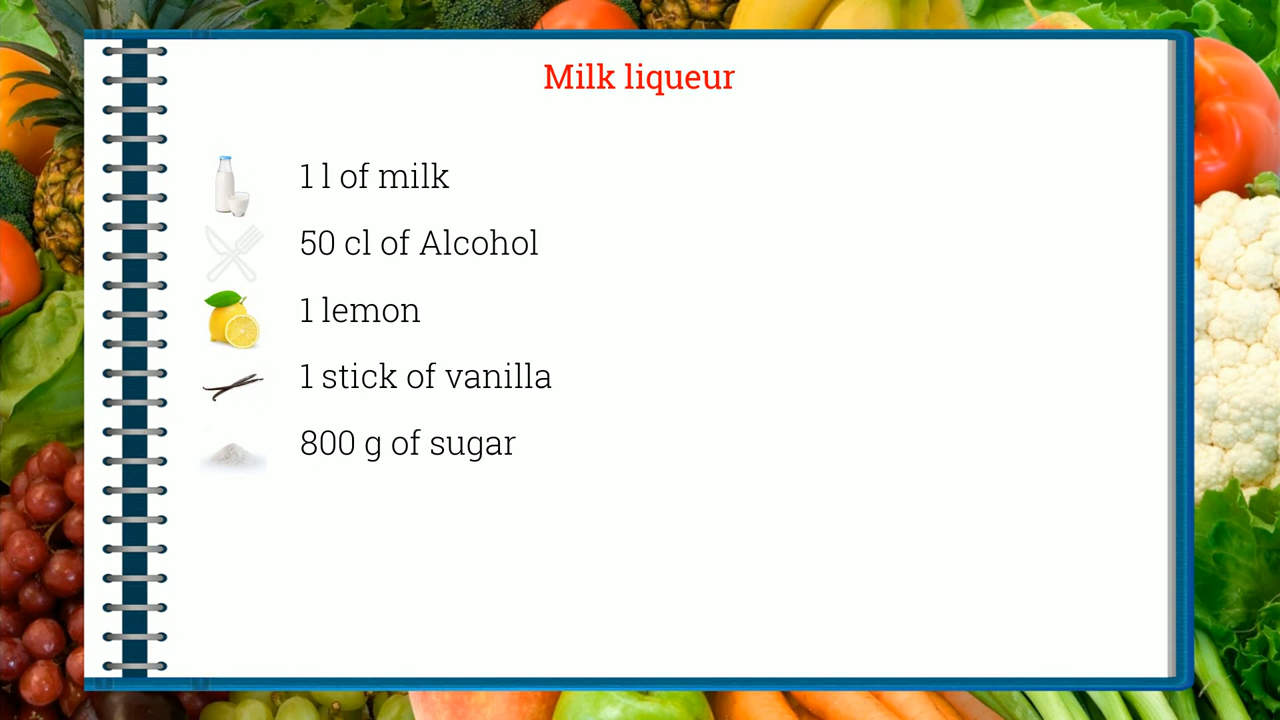 Milk liqueur
1 l of milk
50 cl of Alcohol
1 lemon
1 stick of vanilla
800 g of sugar